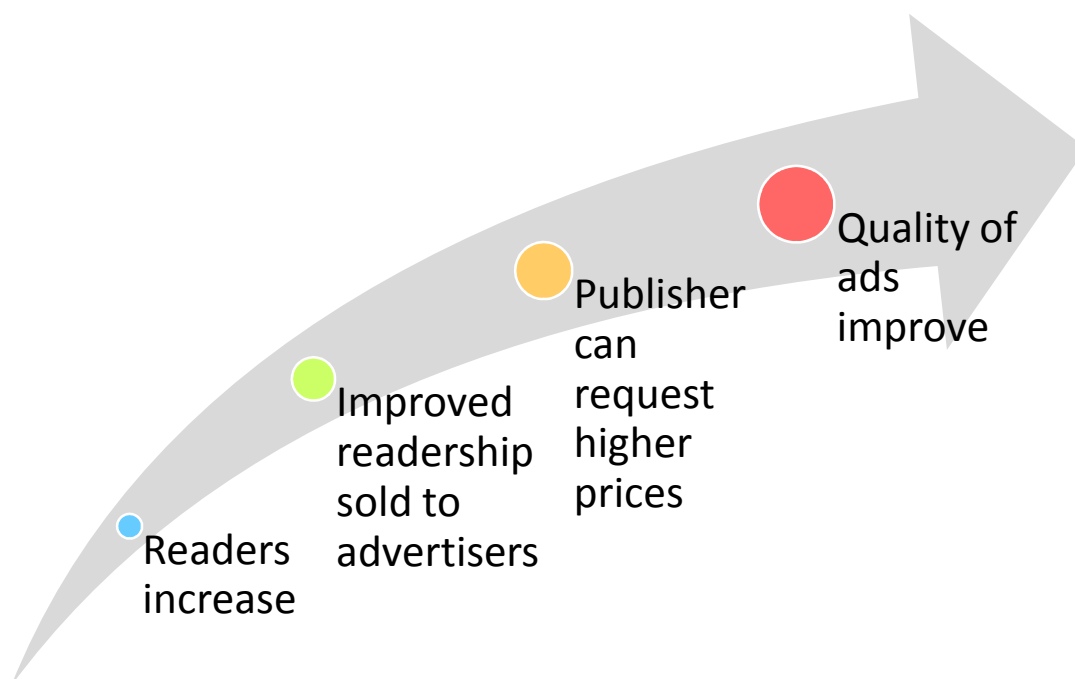 Readers
increase
Improved
readership
sold to
advertisers
Publisher
can
request
higher
prices
Quality of
ads
improve